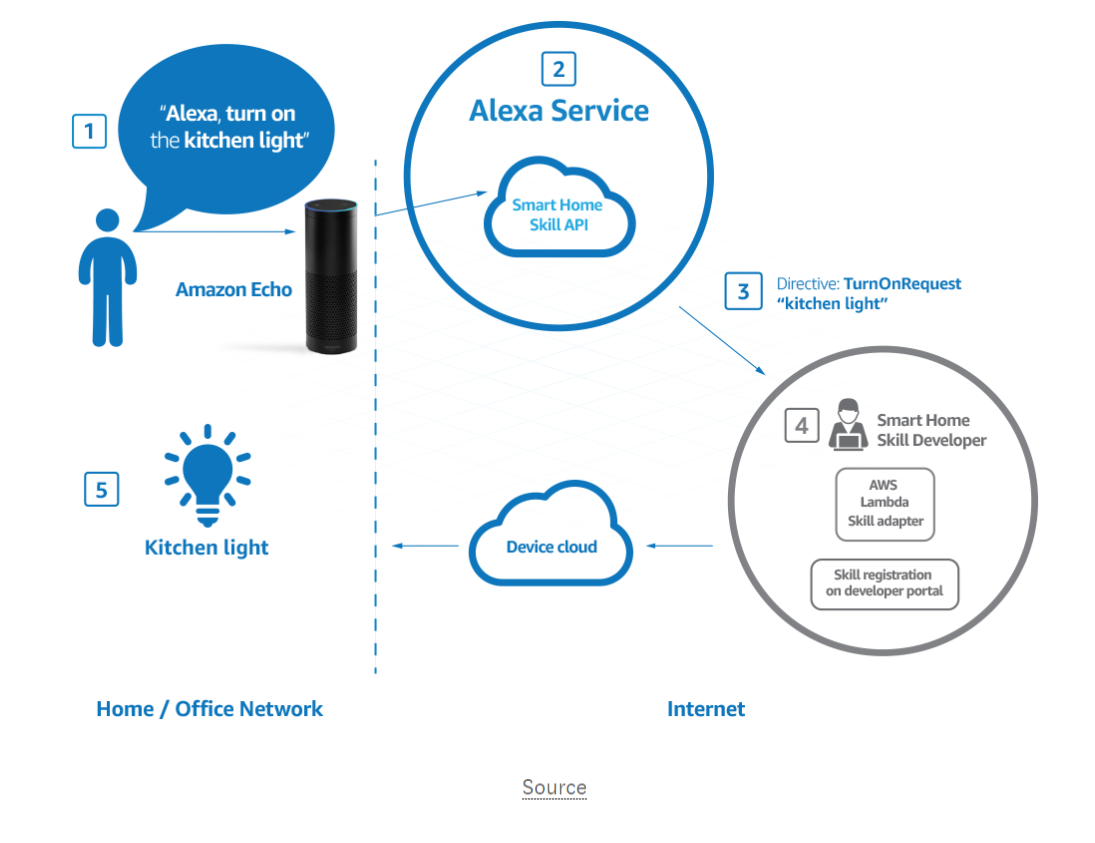 1
“Alexa, turn on
the kitchen light”
Amazon Echo
2
Alexa Service
Smart Home
Skill API
3
Directive: TurnOnRequest
“kitchen light”
4
Smart Home
Skill Developer
AWS
Lambda
Skill adapter
Skill registration
on developer portal
Device cloud
5
Kitchen light
Home / Office Network
Internet
Source